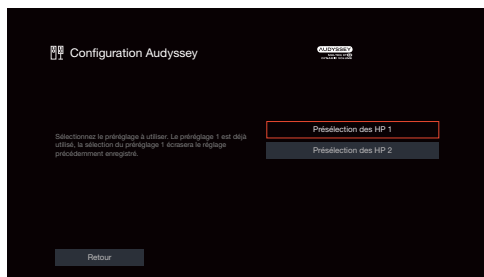 Configuration Audyssey
AUDYSSEY
Sélectionnez le préréglage à utiliser. Le préréglage 1 est déjà
utilisé, la sélection du préréglage 1 écrasera le réglage
précédemment enregistré.
Présélection des HP 1
Présélection des HP 2
Retour